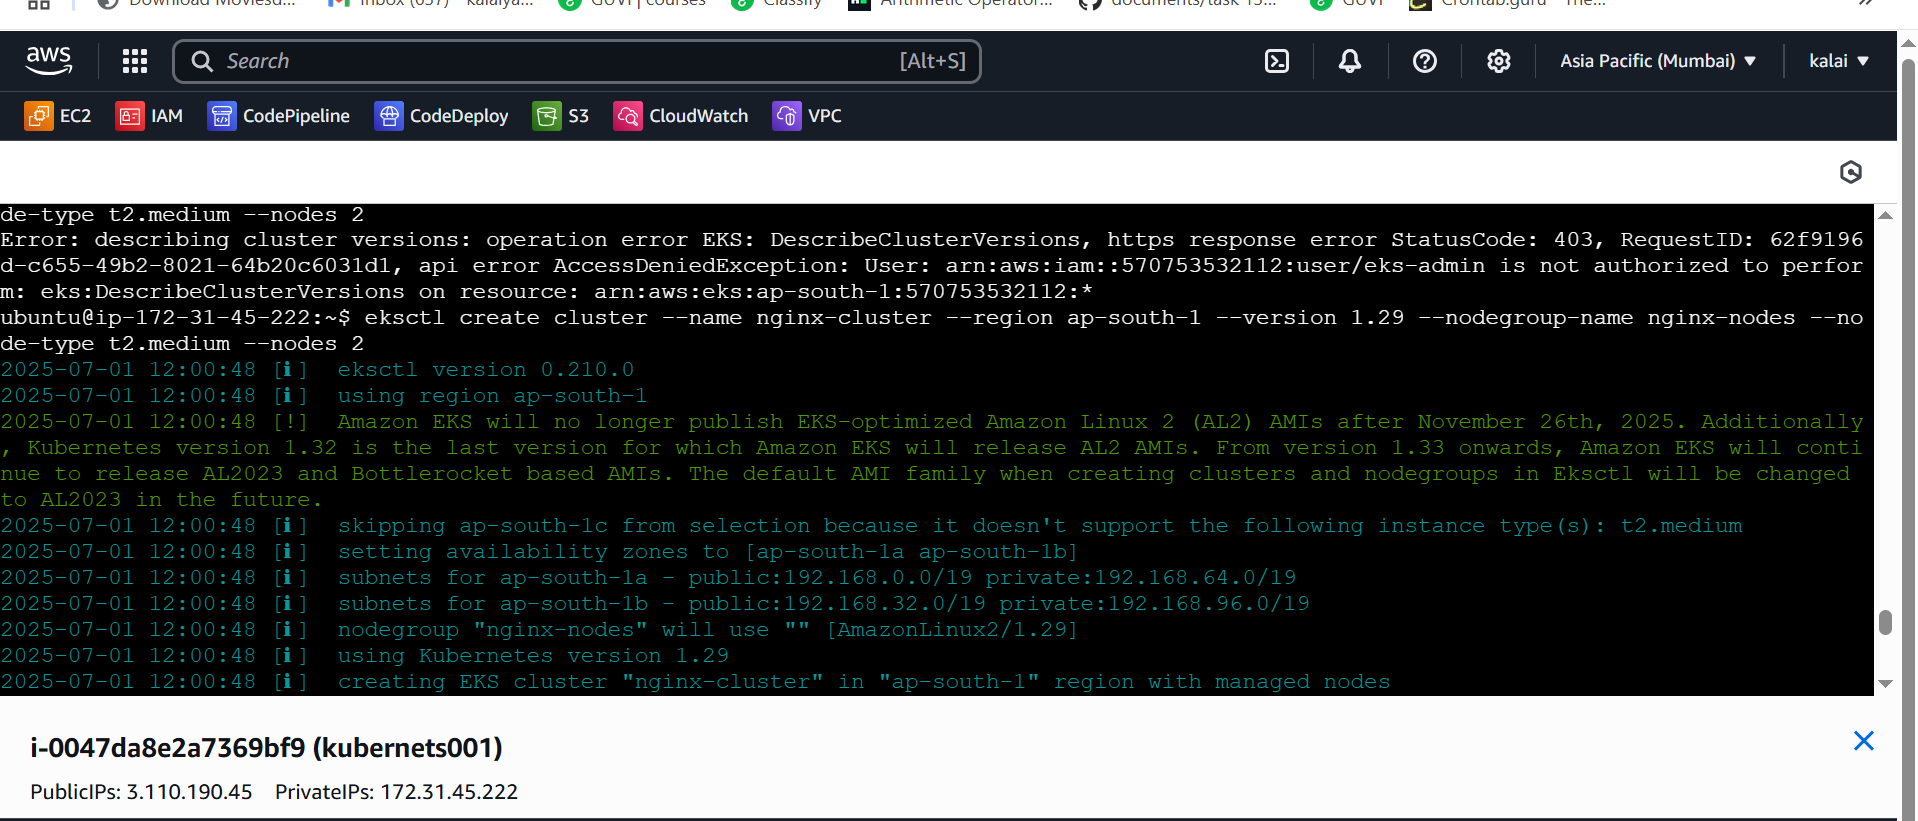 Download Moviesd...
Inbox (637) - kalaiya...
GUVI | courses
Classify
Arithmetic Operator...
documents/task 13...
GUVI
Crontab.guru - The...
aws
Search
[Alt+S]
Asia Pacific (Mumbai)
kalai
EC2
IAM
CodePipeline
CodeDeploy
S3
CloudWatch
VPC
de-type t2.medium --nodes 2
Error: describing cluster versions: operation error EKS: DescribeClusterVersions, https response error StatusCode: 403, RequestID: 62f9196
d-c655-49b2-8021-64b20c6031d1, api error AccessDeniedException: User: arn:aws:iam::570753532112:user/eks-admin is not authorized to perfor
m: eks:DescribeClusterVersions on resource: arn:aws:eks:ap-south-1:570753532112:*
ubuntu@ip-172-31-45-222:~$ eksctl create cluster --name nginx-cluster --region ap-south-1 --version 1.29 --nodegroup-name nginx-nodes --no
de-type t2.medium --nodes 2
2025-07-01 12:00:48 [ℹ]  eksctl version 0.210.0
2025-07-01 12:00:48 [ℹ]  using region ap-south-1
2025-07-01 12:00:48 [!]  Amazon EKS will no longer publish EKS-optimized Amazon Linux 2 (AL2) AMIs after November 26th, 2025. Additionally
, Kubernetes version 1.32 is the last version for which Amazon EKS will release AL2 AMIs. From version 1.33 onwards, Amazon EKS will conti
nue to release AL2023 and Bottlerocket based AMIs. The default AMI family when creating clusters and nodegroups in Eksctl will be changed
to AL2023 in the future.
2025-07-01 12:00:48 [ℹ]  skipping ap-south-1c from selection because it doesn't support the following instance type(s): t2.medium
2025-07-01 12:00:48 [ℹ]  setting availability zones to [ap-south-1a ap-south-1b]
2025-07-01 12:00:48 [ℹ]  subnets for ap-south-1a - public:192.168.0.0/19 private:192.168.64.0/19
2025-07-01 12:00:48 [ℹ]  subnets for ap-south-1b - public:192.168.32.0/19 private:192.168.96.0/19
2025-07-01 12:00:48 [ℹ]  nodegroup "nginx-nodes" will use "" [AmazonLinux2/1.29]
2025-07-01 12:00:48 [ℹ]  using Kubernetes version 1.29
2025-07-01 12:00:48 [ℹ]  creating EKS cluster "nginx-cluster" in "ap-south-1" region with managed nodes
i-0047da8e2a7369bf9 (kubernets001)
PublicIPs: 3.110.190.45 PrivateIPs: 172.31.45.222